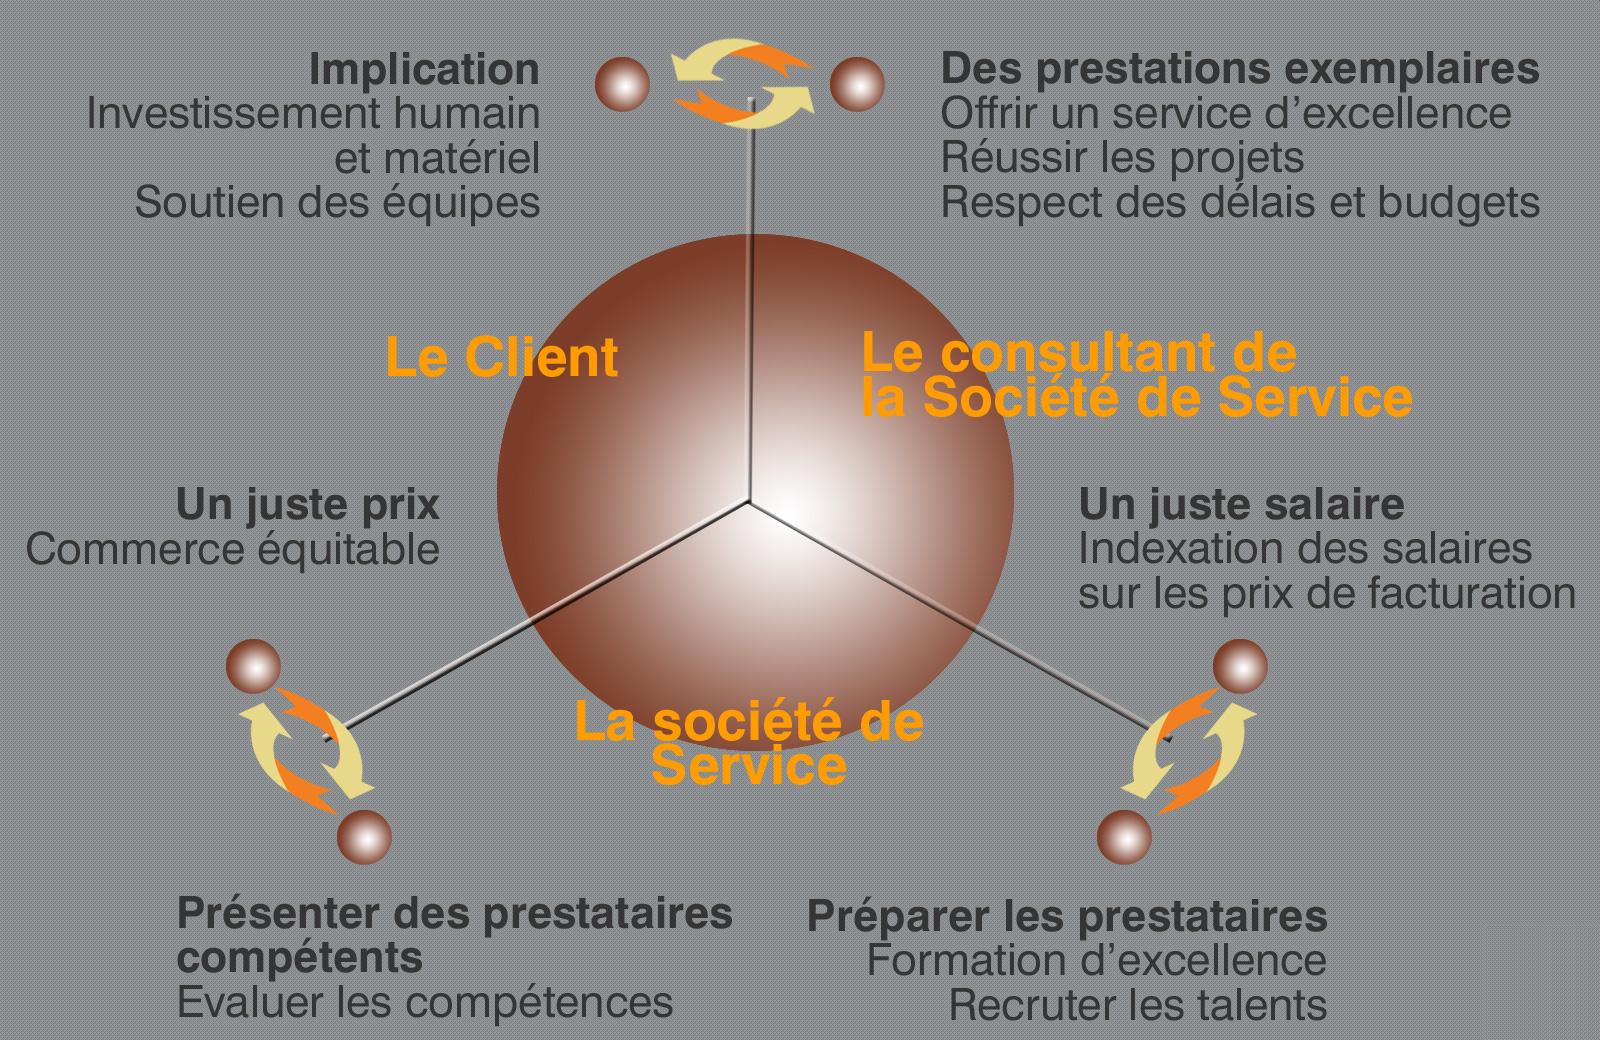 Implication
Investissement humain
et matériel
Soutien des équipes
Des prestations exemplaires
Offrir un service d’excellence
Réussir les projets
Respect des délais et budgets
Le Client
Le consultant de
la Société de Service
Un juste prix
Commerce équitable
Un juste salaire
Indexation des salaires
sur les prix de facturation
La société de
Service
Présenter des prestataires
compétents
Evaluer les compétences
Préparer les prestataires
Formation d’excellence
Recruter les talents